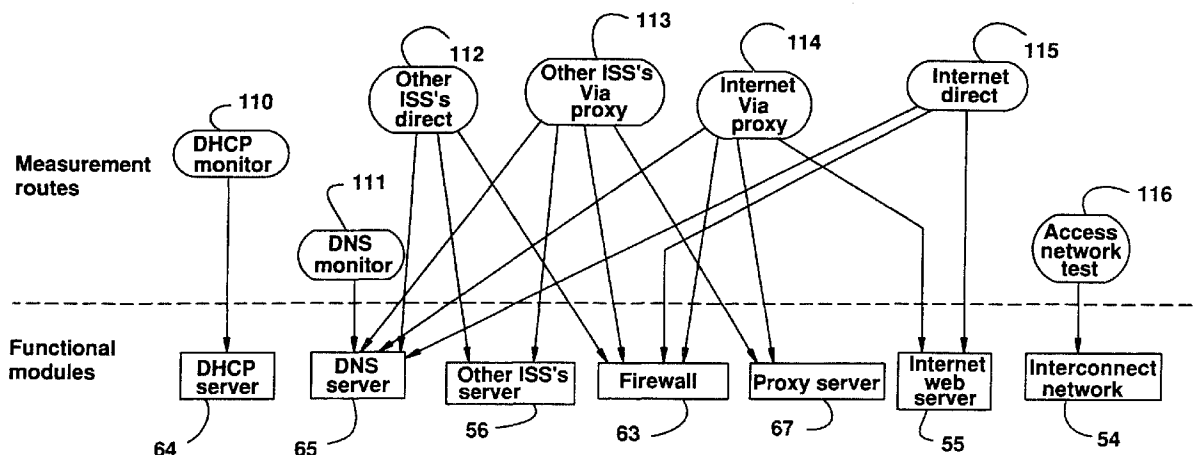 113
112
114
115
Other
ISS's
direct
Other ISS's
Via
proxy
Internet
Via
proxy
Internet
direct
110
DHCP
monitor
Measurement
routes
111
116
DNS
monitor
Access
network
test
Functional
modules
DHCP
server
DNS
server
Other ISS's
server
Firewall
Proxy server
Internet
web
server
Interconnect
network
64
65
56
63
67
55
54